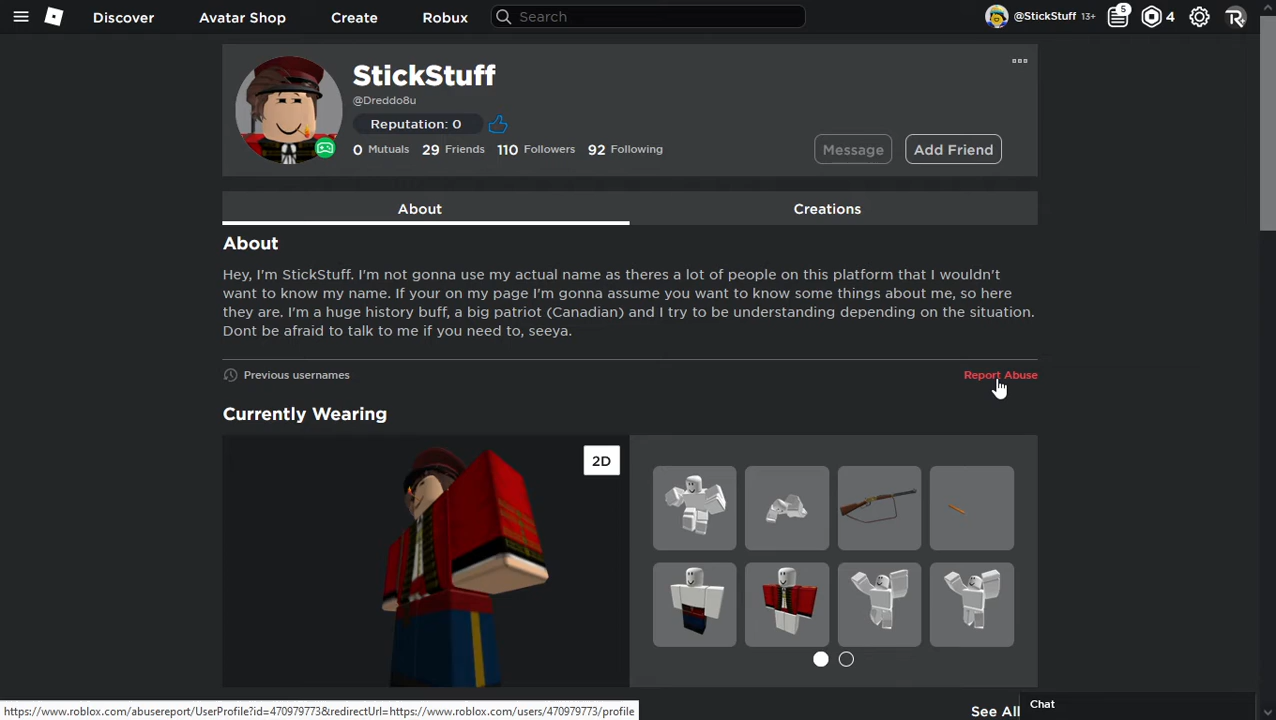 Discover Avatar Shop Create Robux Search @StickStuff 13+ 5 4
StickStuff
@Dreddo8u
Reputation: 0
0 Mutuals 29 Friends 110 Followers 92 Following Message Add Friend
About Creations
About
Hey, I'm StickStuff. I'm not gonna use my actual name as theres a lot of people on this platform that I wouldn't
want to know my name. If your on my page I'm gonna assume you want to know some things about me, so here
they are. I'm a huge history buff, a big patriot (Canadian) and I try to be understanding depending on the situation.
Dont be afraid to talk to me if you need to, seeya.
Previous usernames Report Abuse
Currently Wearing
2D
See All
Chat
https://www.roblox.com/abusereport/UserProfile?id=470979773&redirectUrl=https://www.roblox.com/users/470979773/profile